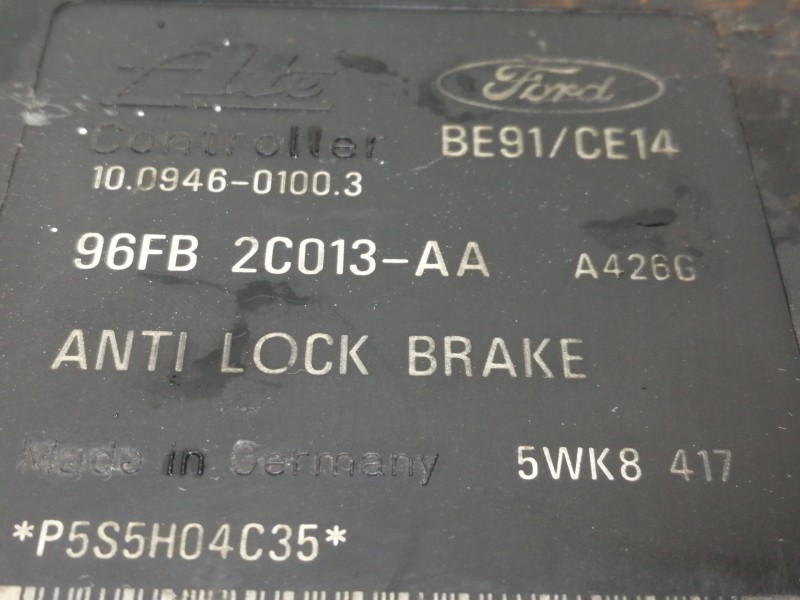 Ate Ford
Controller BE91/CE14
10.0946-0100.3
96FB 2C013-AA A426G
ANTI LOCK BRAKE
Made in Germany 5WK8 417
*P5S5H04C35*